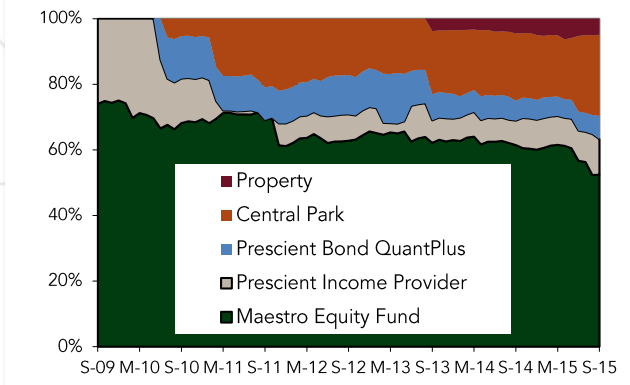 100%
80%
60%
40%
20%
0%
Property
Central Park
Prescient Bond QuantPlus
Prescient Income Provider
Maestro Equity Fund
S-09 M-10 S-10 M-11 S-11 M-12 S-12 M-13 S-13 M-14 S-14 M-15 S-15